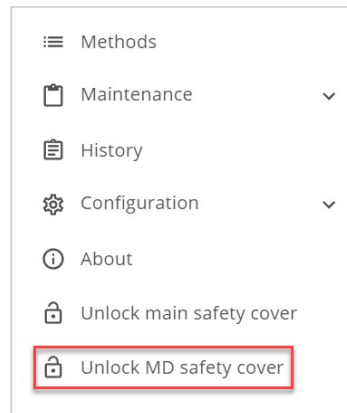 Methods
Maintenance
History
Configuration
About
Unlock main safety cover
Unlock MD safety cover